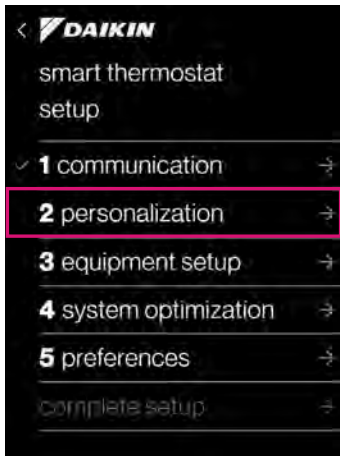 DAIKIN
smart thermostat
setup
1 communication
2 personalization
3 equipment setup
4 system optimization
5 preferences
complete setup